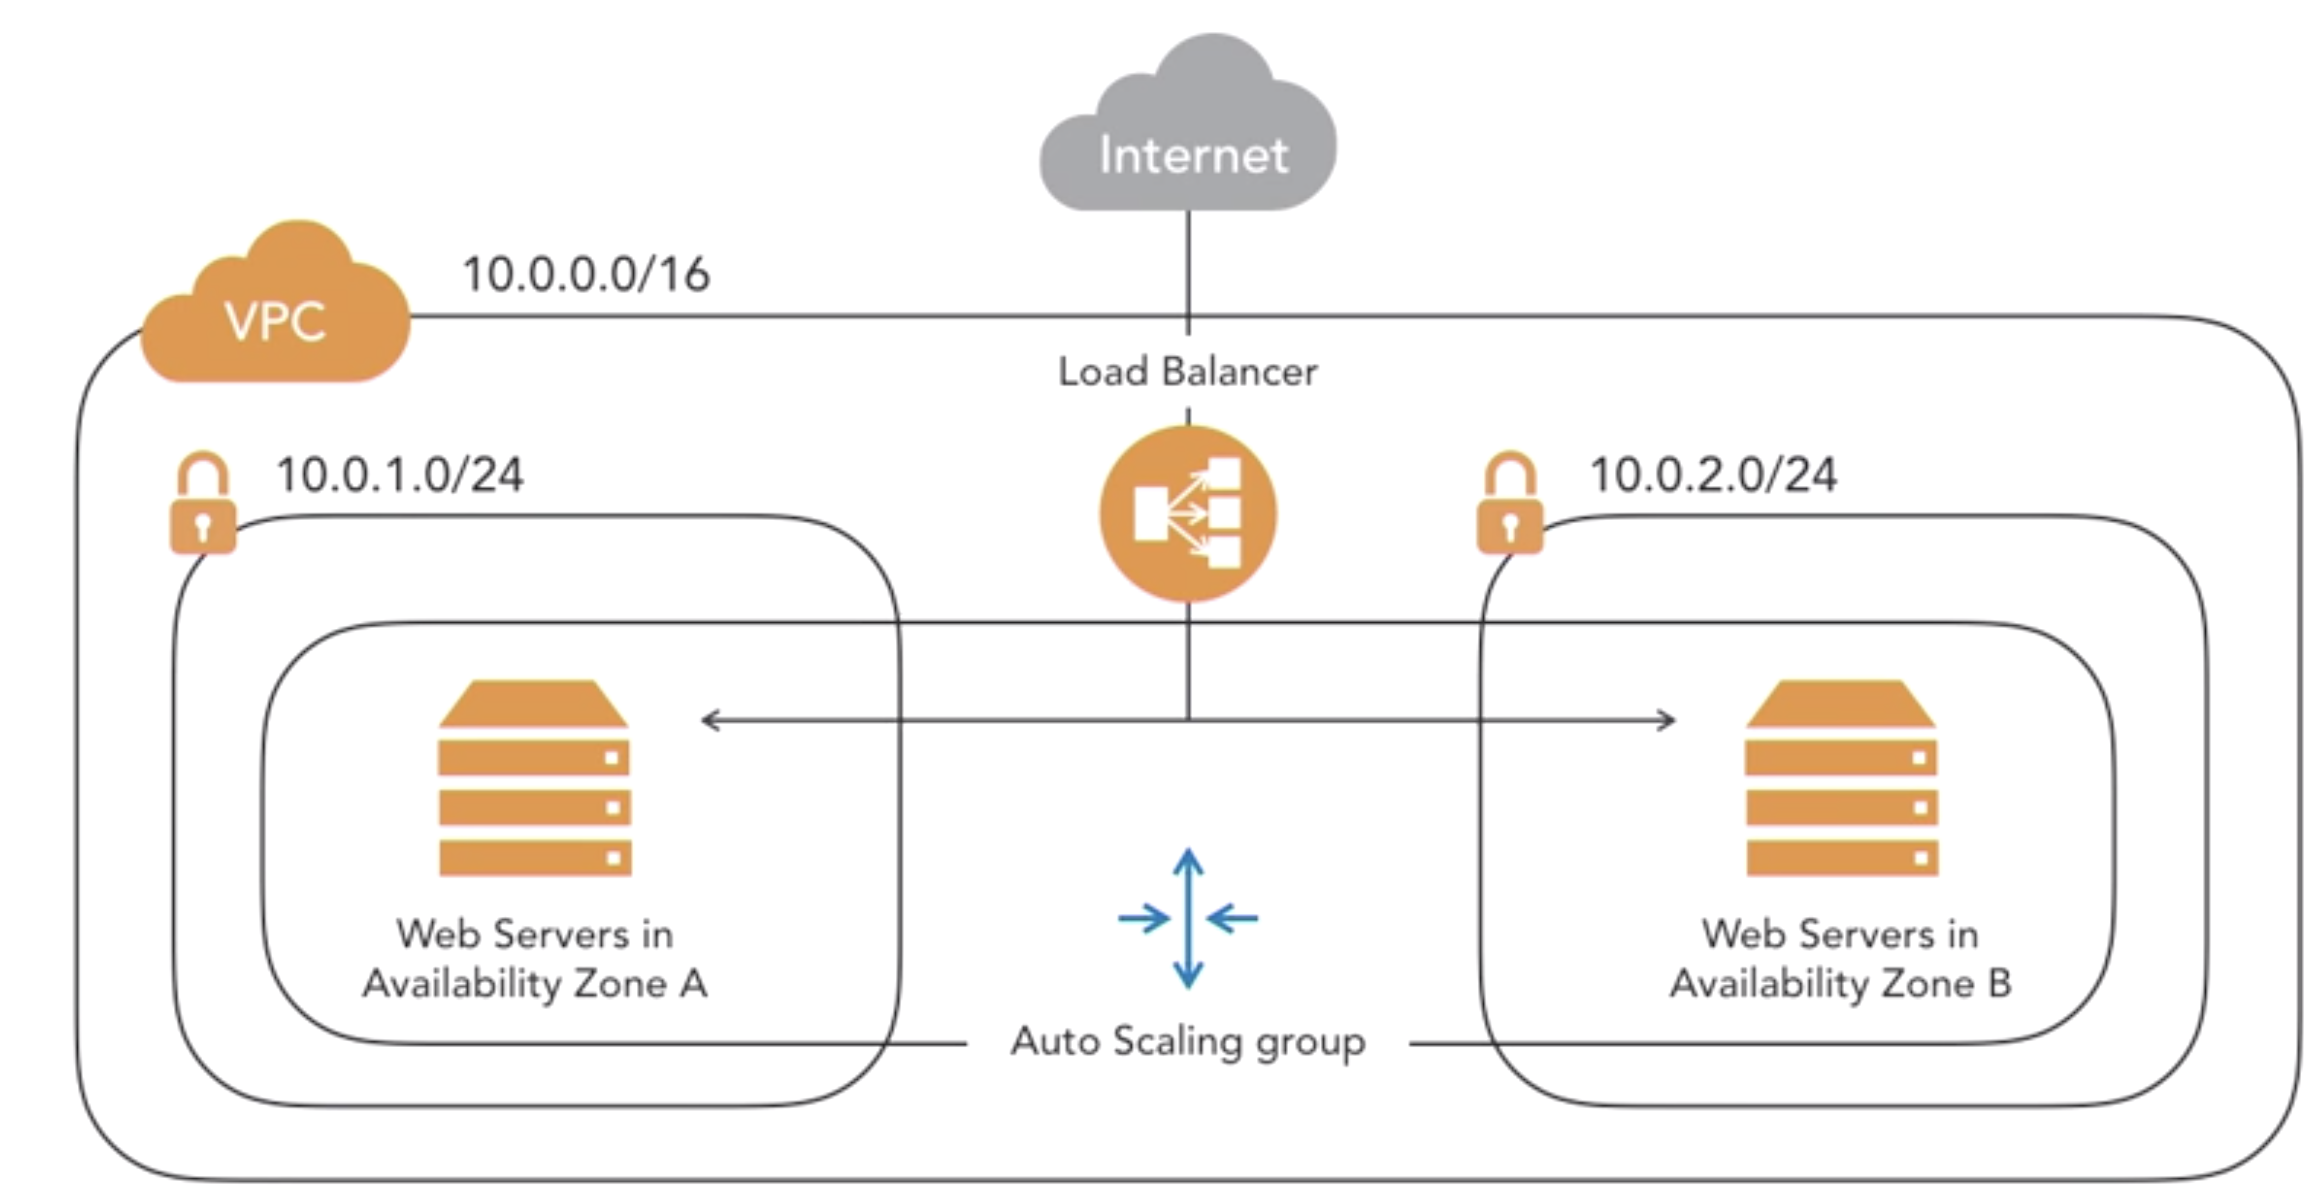 Internet
10.0.0.0/16
VPC
Load Balancer
10.0.1.0/24
10.0.2.0/24
Web Servers in
Availability Zone A
Web Servers in
Availability Zone B
Auto Scaling group